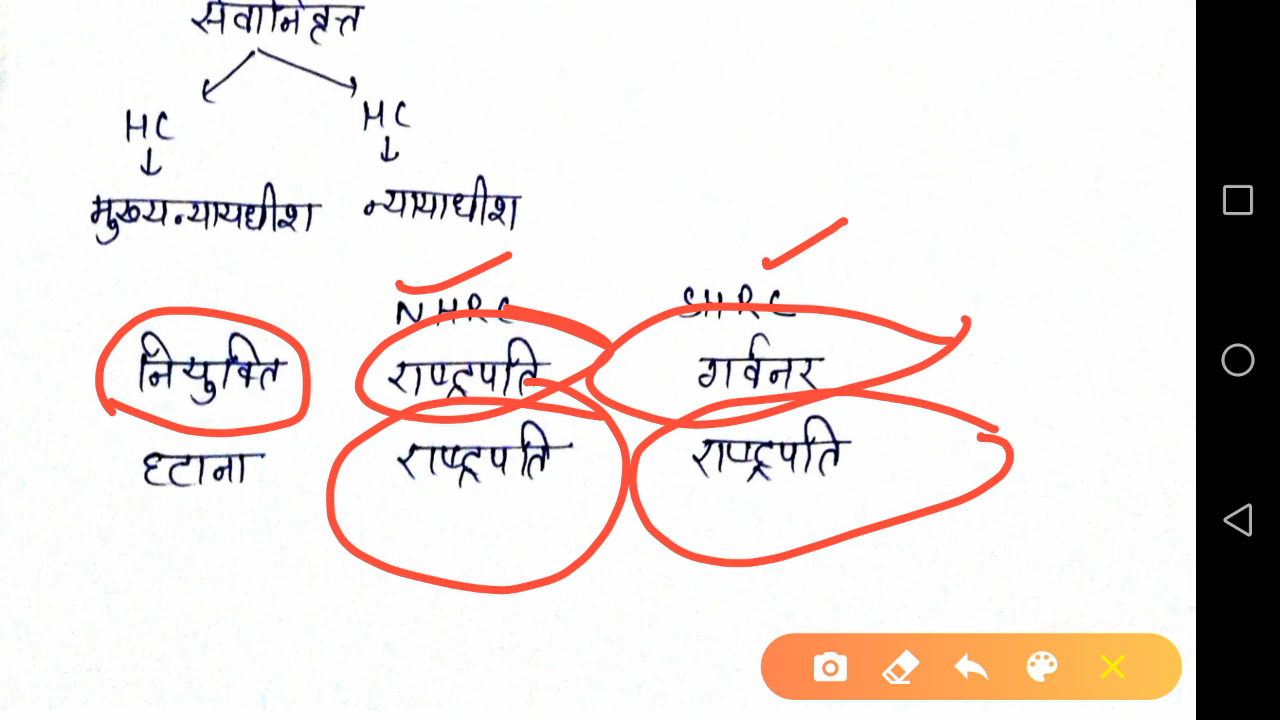 सेवानिवृत्त
HC HC
मुख्य न्यायधीश न्यायाधीश
NHRC SHRC
नियुक्ति राष्ट्रपति गर्वनर
हटाना राष्ट्रपति राष्ट्रपति